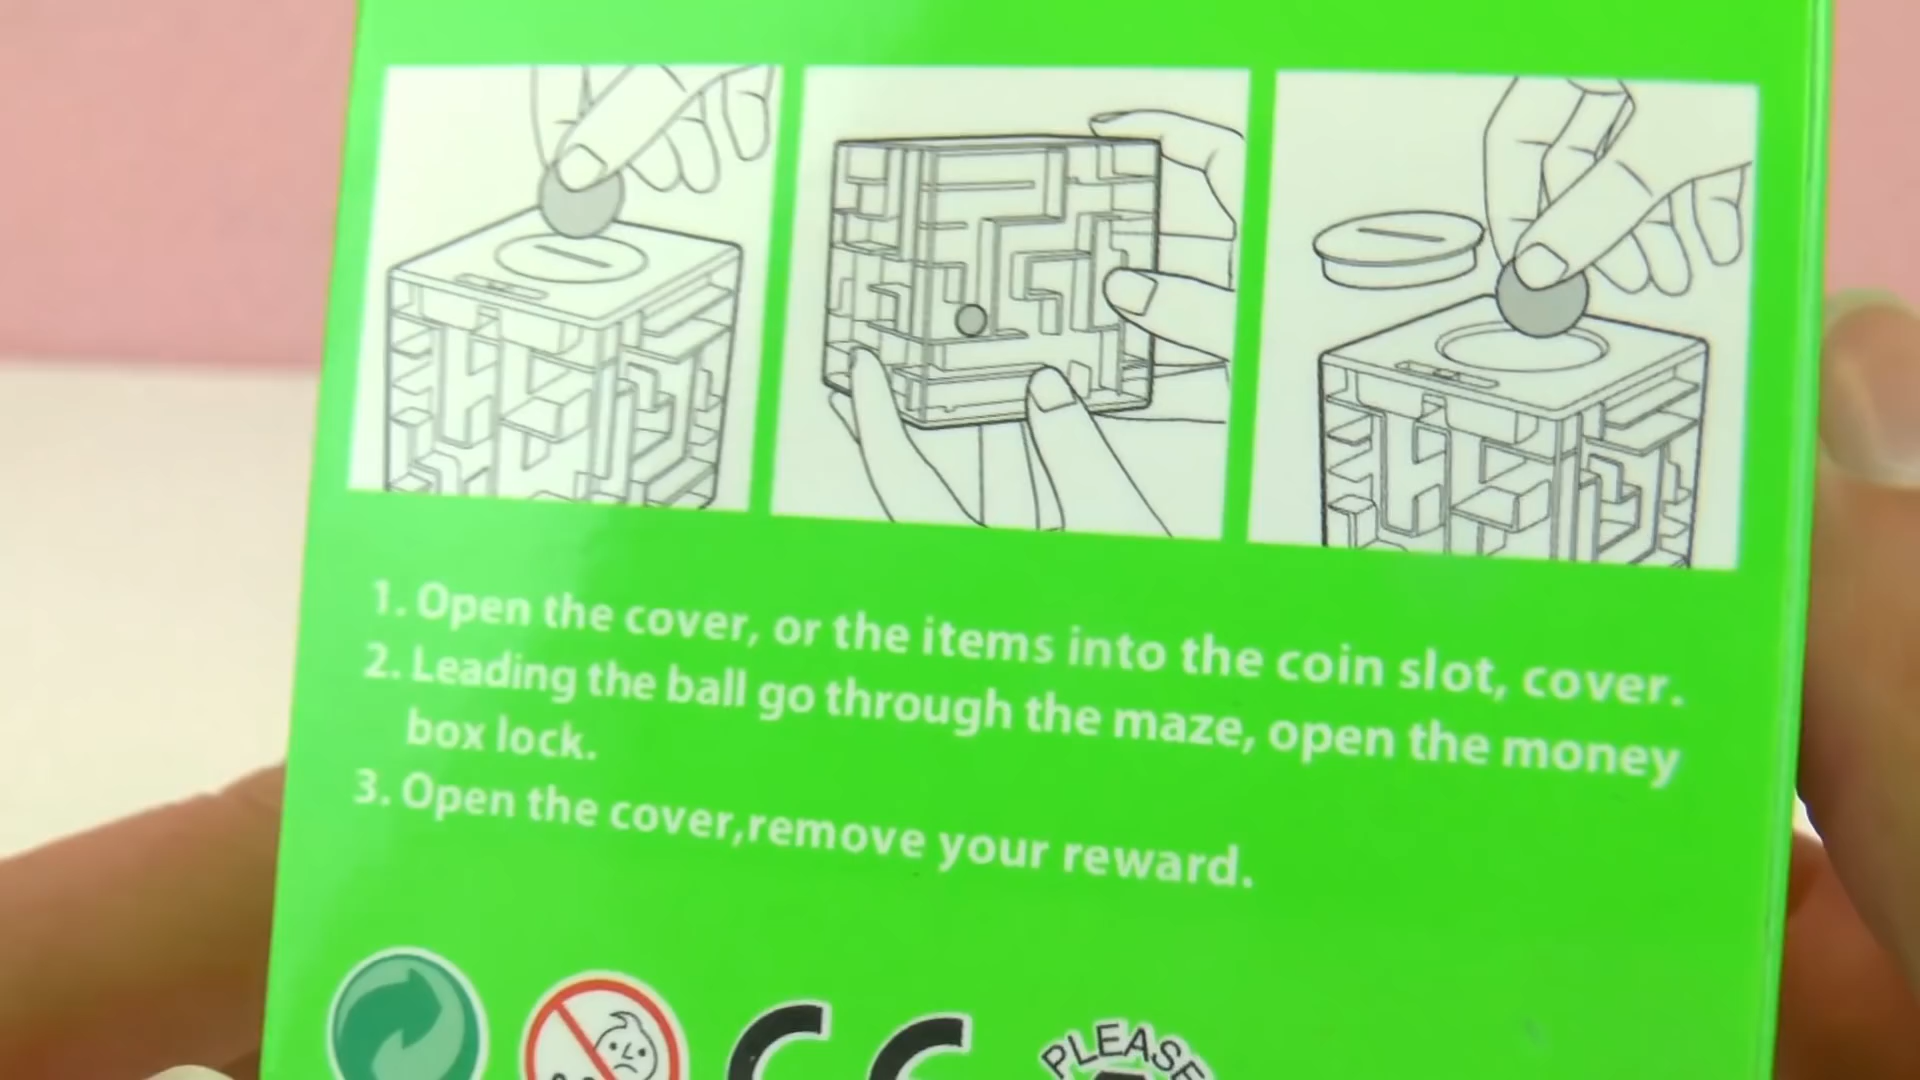 1. Open the cover, or the items into the coin slot, cover.
2. Leading the ball go through the maze, open the money
box lock.
3. Open the cover,remove your reward.
CE
PLEASE